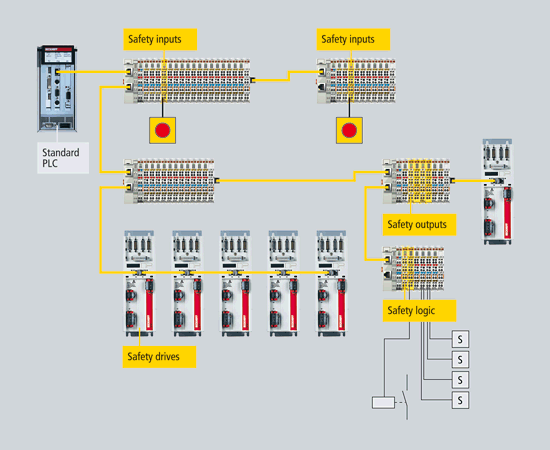 Safety inputs
Safety inputs
Standard
PLC
Safety outputs
Safety logic
Safety drives
S
S
S
S